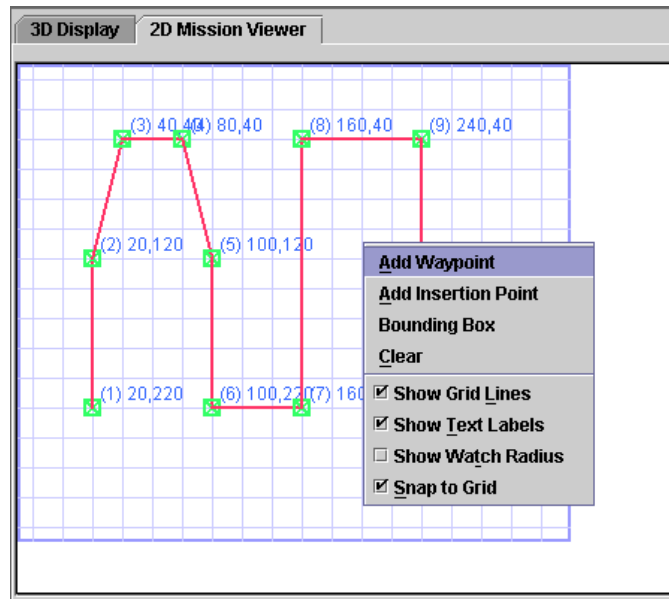 3D Display
2D Mission Viewer
(3) 40,40
(4) 80,40
(8) 160,40
(9) 240,40
(2) 20,120
(5) 100,120
(1) 20,220
(6) 100,220
(7) 160
Add Waypoint
Add Insertion Point
Bounding Box
Clear
Show Grid Lines
Show Text Labels
Show Watch Radius
Snap to Grid